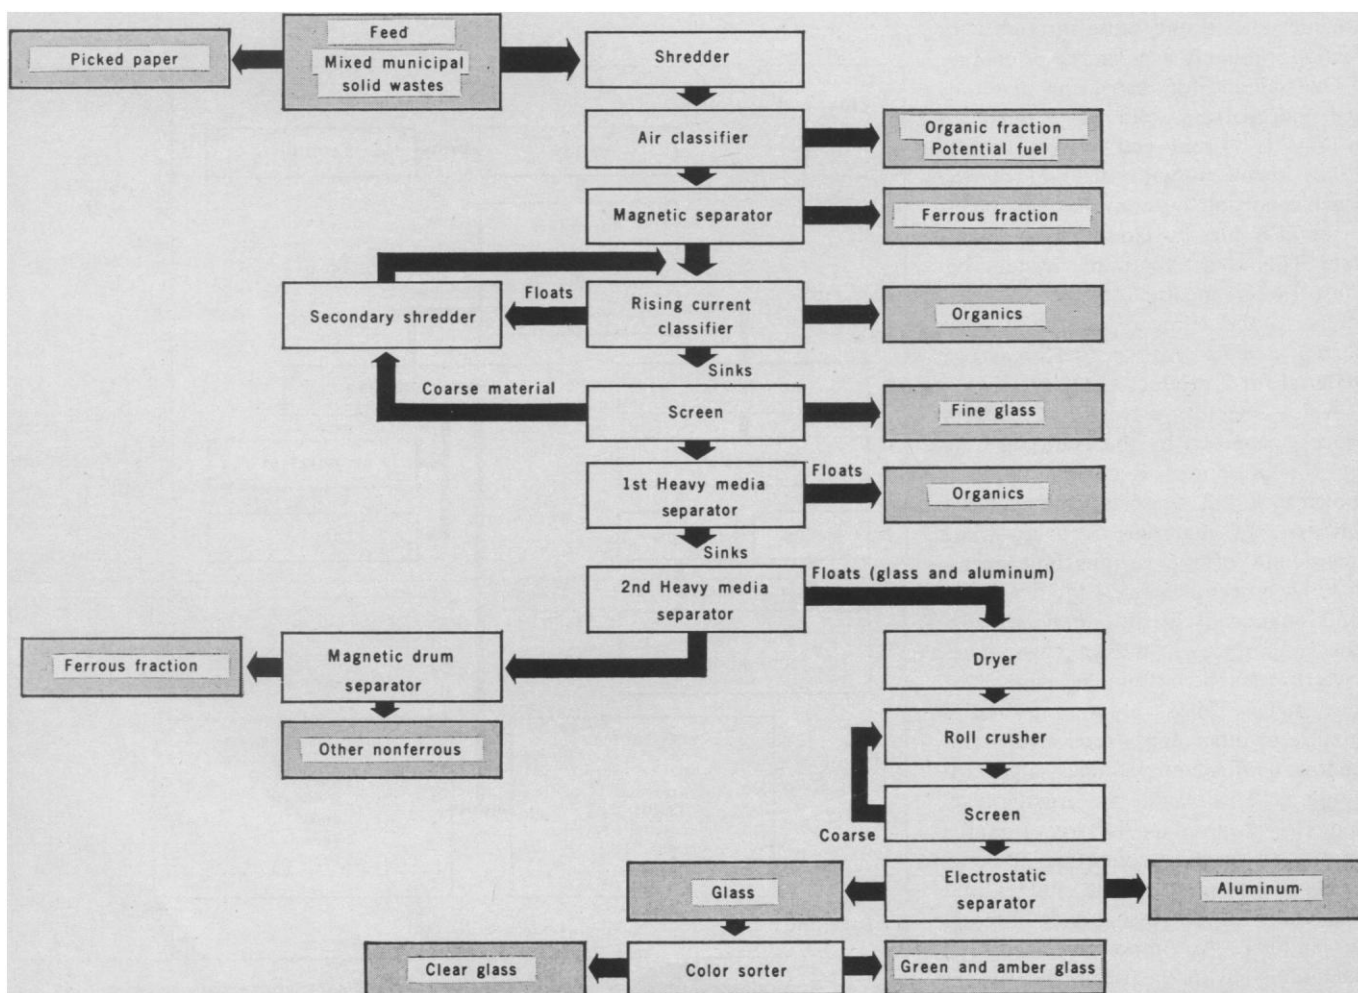 Feed
Mixed municipal
solid wastes
Picked paper
Shredder
Air classifier
Organic fraction
Potential fuel
Magnetic separator
Ferrous fraction
Floats
Secondary shredder
Rising current
classifier
Organics
Sinks
Coarse material
Screen
Fine glass
1st Heavy media
separator
Floats
Organics
Sinks
Floats (glass and aluminum)
2nd Heavy media
separator
Ferrous fraction
Magnetic drum
separator
Dryer
Other nonferrous
Roll crusher
Screen
Coarse
Glass
Electrostatic
separator
Aluminum
Clear glass
Color sorter
Green and amber glass